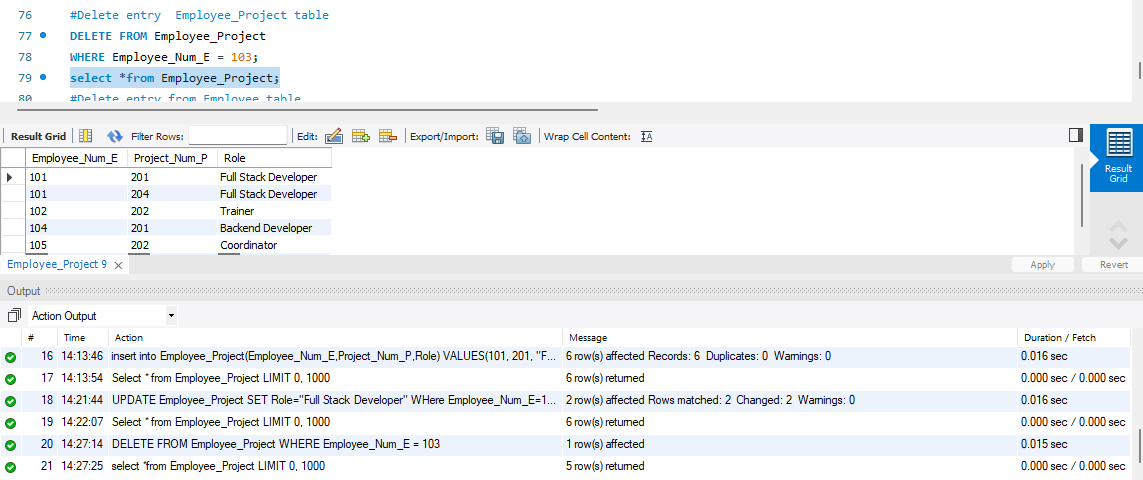 76 #Delete entry  Employee_Project table
77 DELETE FROM Employee_Project
78 WHERE Employee_Num_E = 103;
79 select *from Employee_Project;
80 #Delete entry from Employee table
Result Grid Filter Rows: Edit: Export/Import: Wrap Cell Content:
Employee_Num_E Project_Num_P Role
101 201 Full Stack Developer
101 204 Full Stack Developer
102 202 Trainer
104 201 Backend Developer
105 202 Coordinator
Result
Grid
Employee_Project 9 Apply Revert
Output
Action Output
# Time Action Message Duration / Fetch
16 14:13:46 insert into Employee_Project(Employee_Num_E,Project_Num_P,Role) VALUES(101, 201, "F... 6 row(s) affected Records: 6  Duplicates: 0  Warnings: 0 0.016 sec
17 14:13:54 Select * from Employee_Project LIMIT 0, 1000 6 row(s) returned 0.000 sec / 0.000 sec
18 14:21:44 UPDATE Employee_Project SET Role="Full Stack Developer" WHere Employee_Num_E=1... 2 row(s) affected Rows matched: 2  Changed: 2  Warnings: 0 0.016 sec
19 14:22:07 Select * from Employee_Project LIMIT 0, 1000 6 row(s) returned 0.000 sec / 0.000 sec
20 14:27:14 DELETE FROM Employee_Project WHERE Employee_Num_E = 103 1 row(s) affected 0.015 sec
21 14:27:25 select *from Employee_Project LIMIT 0, 1000 5 row(s) returned 0.000 sec / 0.000 sec